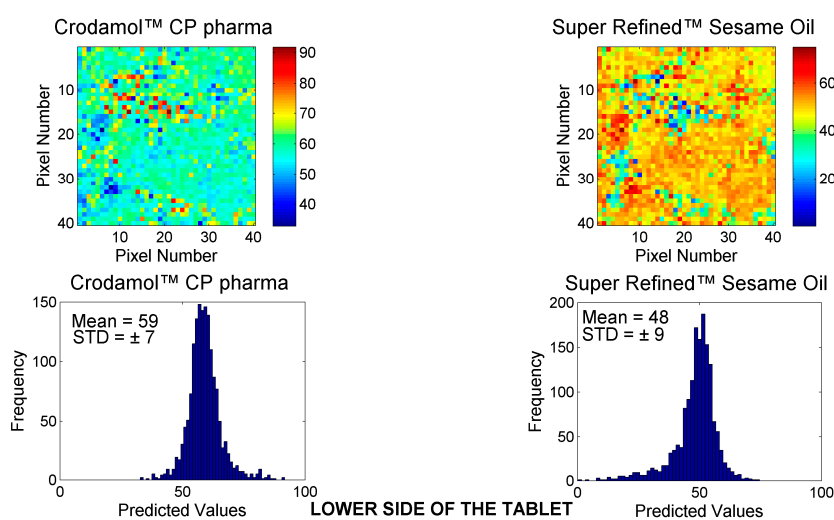 Crodamol™ CP pharma
Pixel Number
10
20
30
40
10
20
30
40
Pixel Number
90
80
70
60
50
40
Super Refined™ Sesame Oil
Pixel Number
10
20
30
40
10
20
30
40
Pixel Number
60
40
20
Crodamol™ CP pharma
Mean = 59
STD = ± 7
Frequency
150
100
50
0
0
50
100
Predicted Values
Super Refined™ Sesame Oil
Mean = 48
STD = ± 9
Frequency
200
150
100
50
0
0
50
100
Predicted Values
LOWER SIDE OF THE TABLET